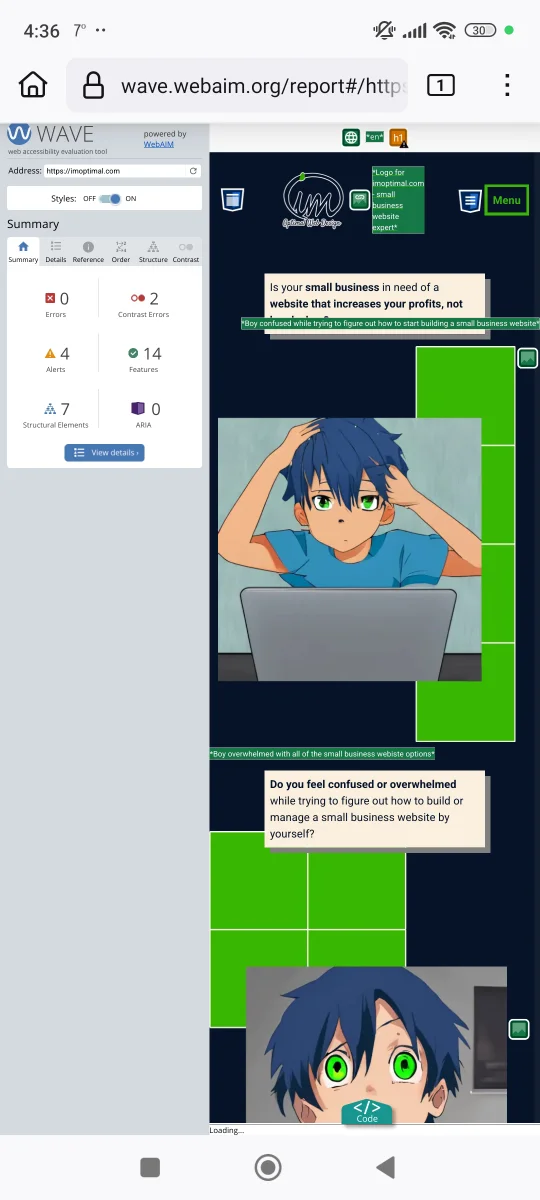 4:36 7° ··
30
wave.webaim.org/report#/https
1
WAVE
web accessibility evaluation tool
powered by
WebAIM
Address: https://imoptimal.com
Styles: OFF ON
Summary
Summary Details Reference Order Structure Contrast
0
Errors
2
Contrast Errors
4
Alerts
14
Features
7
Structural Elements
0
ARIA
View details ›
*en* h1
*Logo for
imoptimal.com
- small
business
website
expert*
um
Optimal Web Design
Menu
Is your small business in need of a
website that increases your profits, not
*Boy confused while trying to figure out how to start building a small business website*
*Boy overwhelmed with all of the small business webiste options*
Do you feel confused or overwhelmed
while trying to figure out how to build or
manage a small business website by
yourself?
</>
Code
Loading...